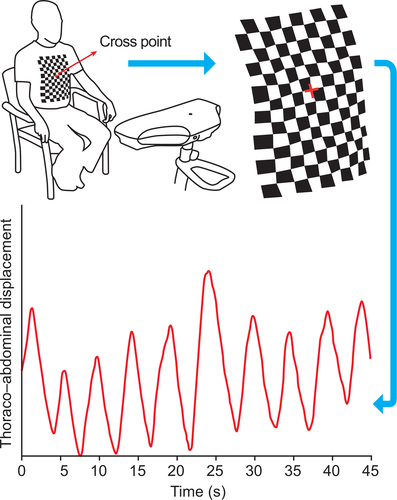 Cross point
Thoraco–abdominal displacement
0 5 10 15 20 25 30 35 40 45
Time (s)